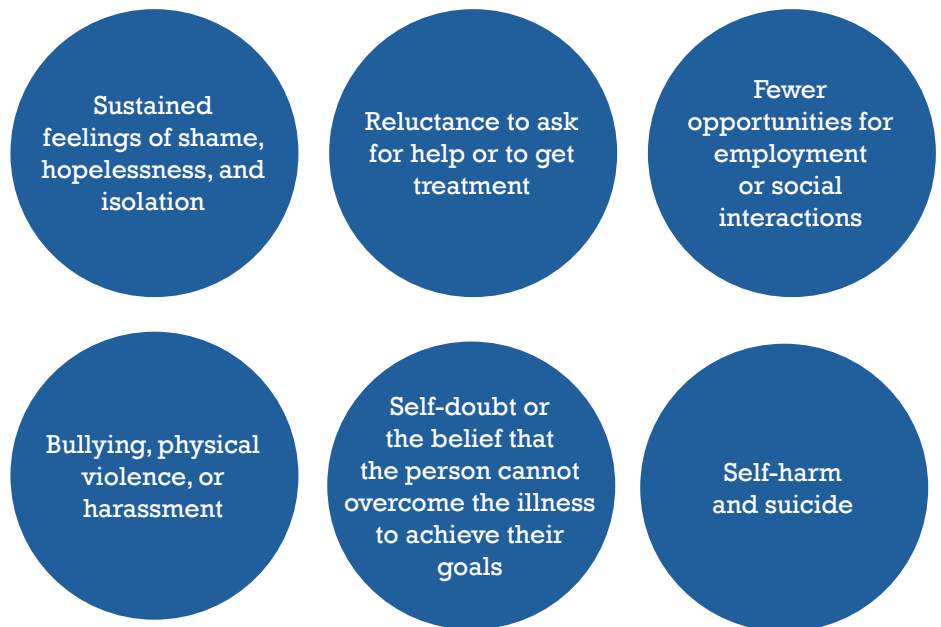 Sustained
feelings of shame,
hopelessness, and
isolation
Reluctance to ask
for help or to get
treatment
Fewer
opportunities for
employment
or social
interactions
Bullying, physical
violence, or
harassment
Self-doubt or
the belief that
the person cannot
overcome the illness
to achieve their
goals
Self-harm
and suicide